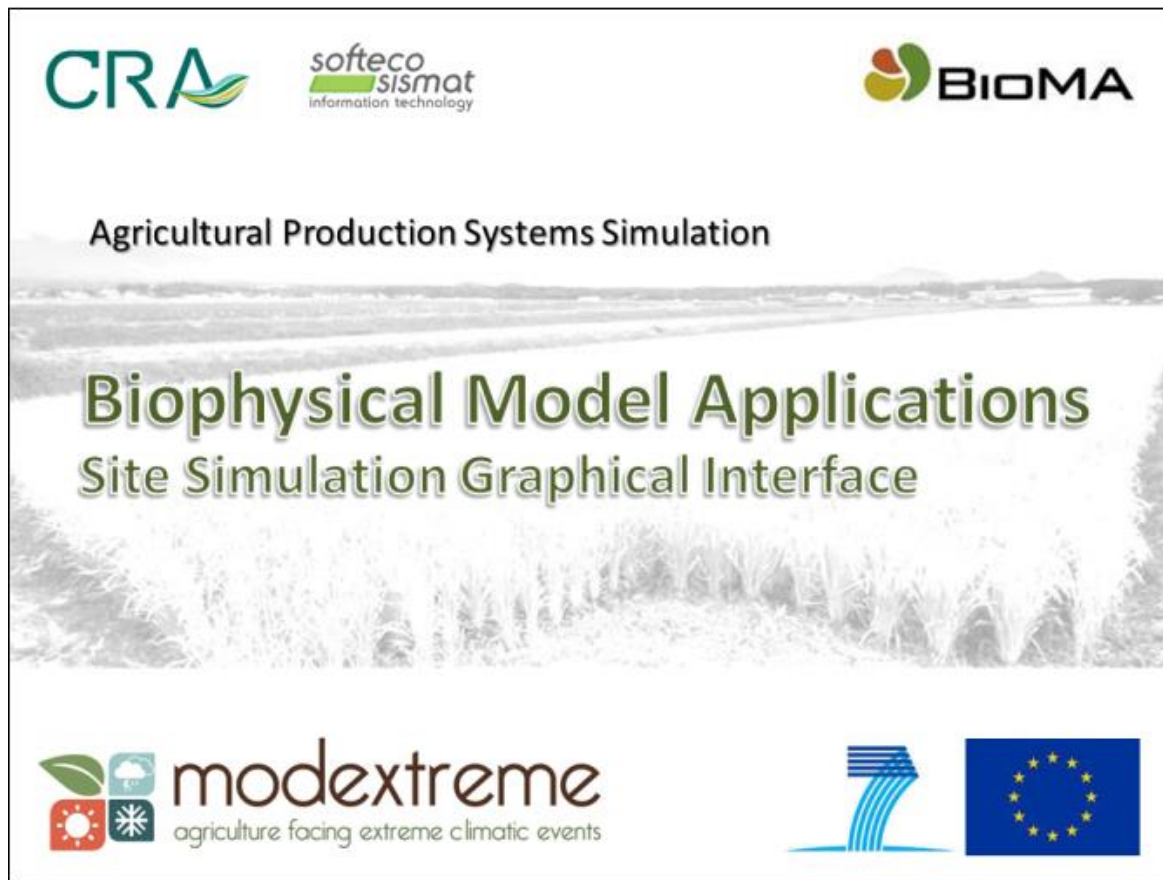 CRA
softeco
sismat
information technology
BIOMA
Agricultural Production Systems Simulation
Biophysical Model Applications
Site Simulation Graphical Interface
modextreme
agriculture facing extreme climatic events